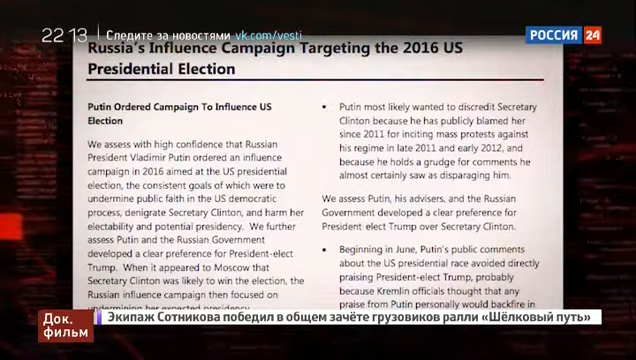 22 13 Следите за новостями vk.com/vesti РОССИЯ 24
Russia's Influence Campaign Targeting the 2016 US
Presidential Election
Putin Ordered Campaign To Influence US
Election
We assess with high confidence that Russian
President Vladimir Putin ordered an influence
campaign in 2016 aimed at the US presidential
election, the consistent goals of which were to
undermine public faith in the US democratic
process, denigrate Secretary Clinton, and harm her
electability and potential presidency. We further
assess Putin and the Russian Government
developed a clear preference for President-elect
Trump. When it appeared to Moscow that
Secretary Clinton was likely to win the election, the
Russian influence campaign then focused on
undermining her expected presidency.
• Putin most likely wanted to discredit Secretary
Clinton because he has publicly blamed her
since 2011 for inciting mass protests against
his regime in late 2011 and early 2012, and
because he holds a grudge for comments he
almost certainly saw as disparaging him.
We assess Putin, his advisers, and the Russian
Government developed a clear preference for
President-elect Trump over Secretary Clinton.
• Beginning in June, Putin's public comments
about the US presidential race avoided directly
praising President-elect Trump, probably
because Kremlin officials thought that any
praise from Putin personally would backfire in
Док.
фильм
Экипаж Сотникова победил в общем зачёте грузовиков ралли «Шёлковый путь»